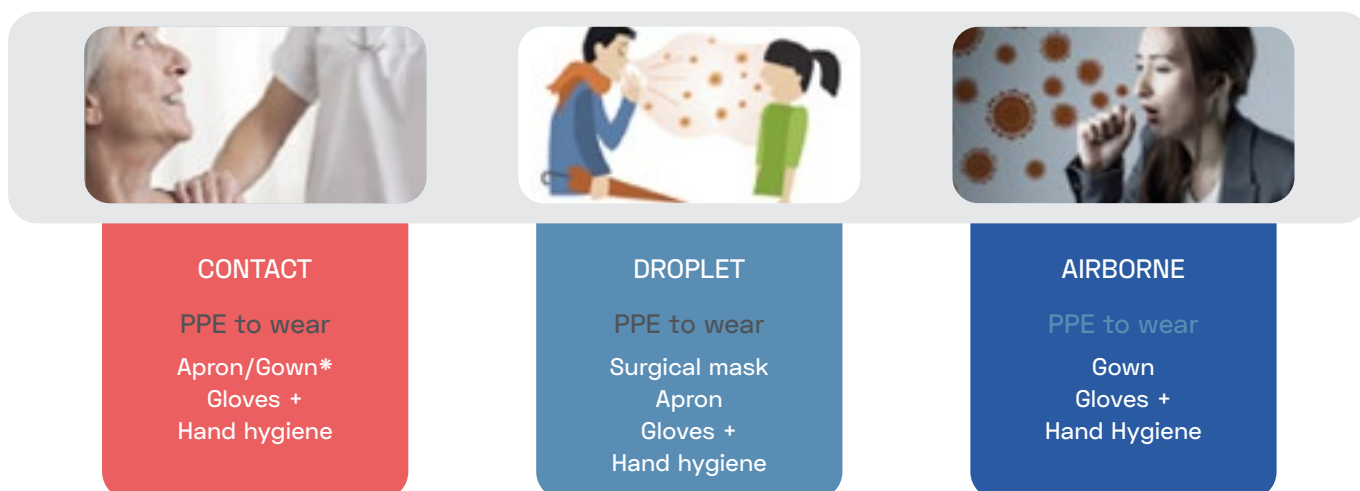 CONTACT
PPE to wear
Apron/Gown*
Gloves +
Hand hygiene
DROPLET
PPE to wear
Surgical mask
Apron
Gloves +
Hand hygiene
AIRBORNE
PPE to wear
Gown
Gloves +
Hand Hygiene